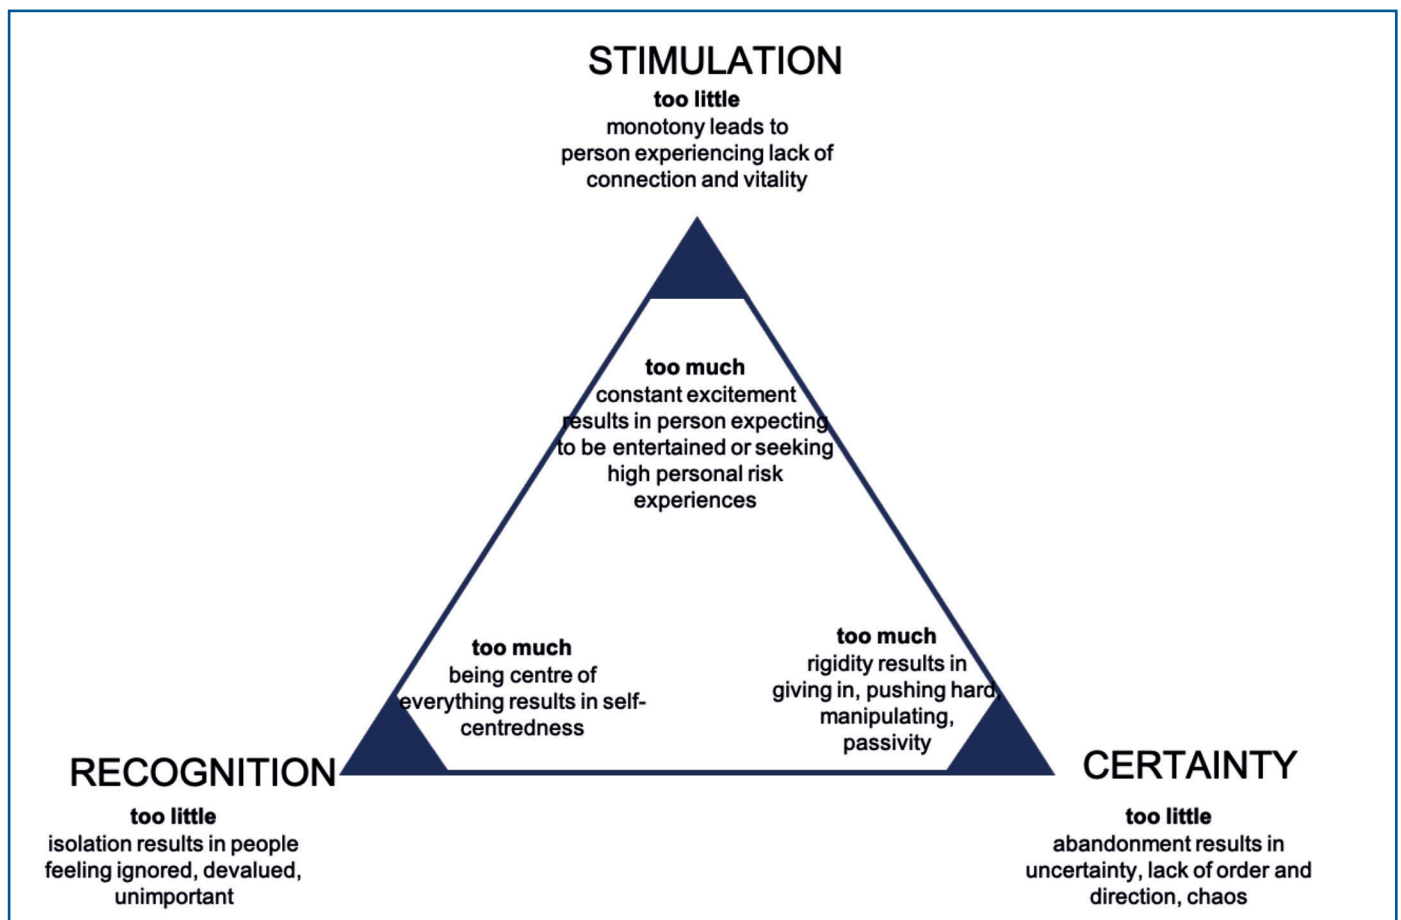 STIMULATION
too little
monotony leads to
person experiencing lack of
connection and vitality
too much
constant excitement
results in person expecting
to be entertained or seeking
high personal risk
experiences
too much
being centre of
everything results in self-
centredness
too much
rigidity results in
giving in, pushing hard,
manipulating,
passivity
RECOGNITION
too little
isolation results in people
feeling ignored, devalued,
unimportant
CERTAINTY
too little
abandonment results in
uncertainty, lack of order and
direction, chaos